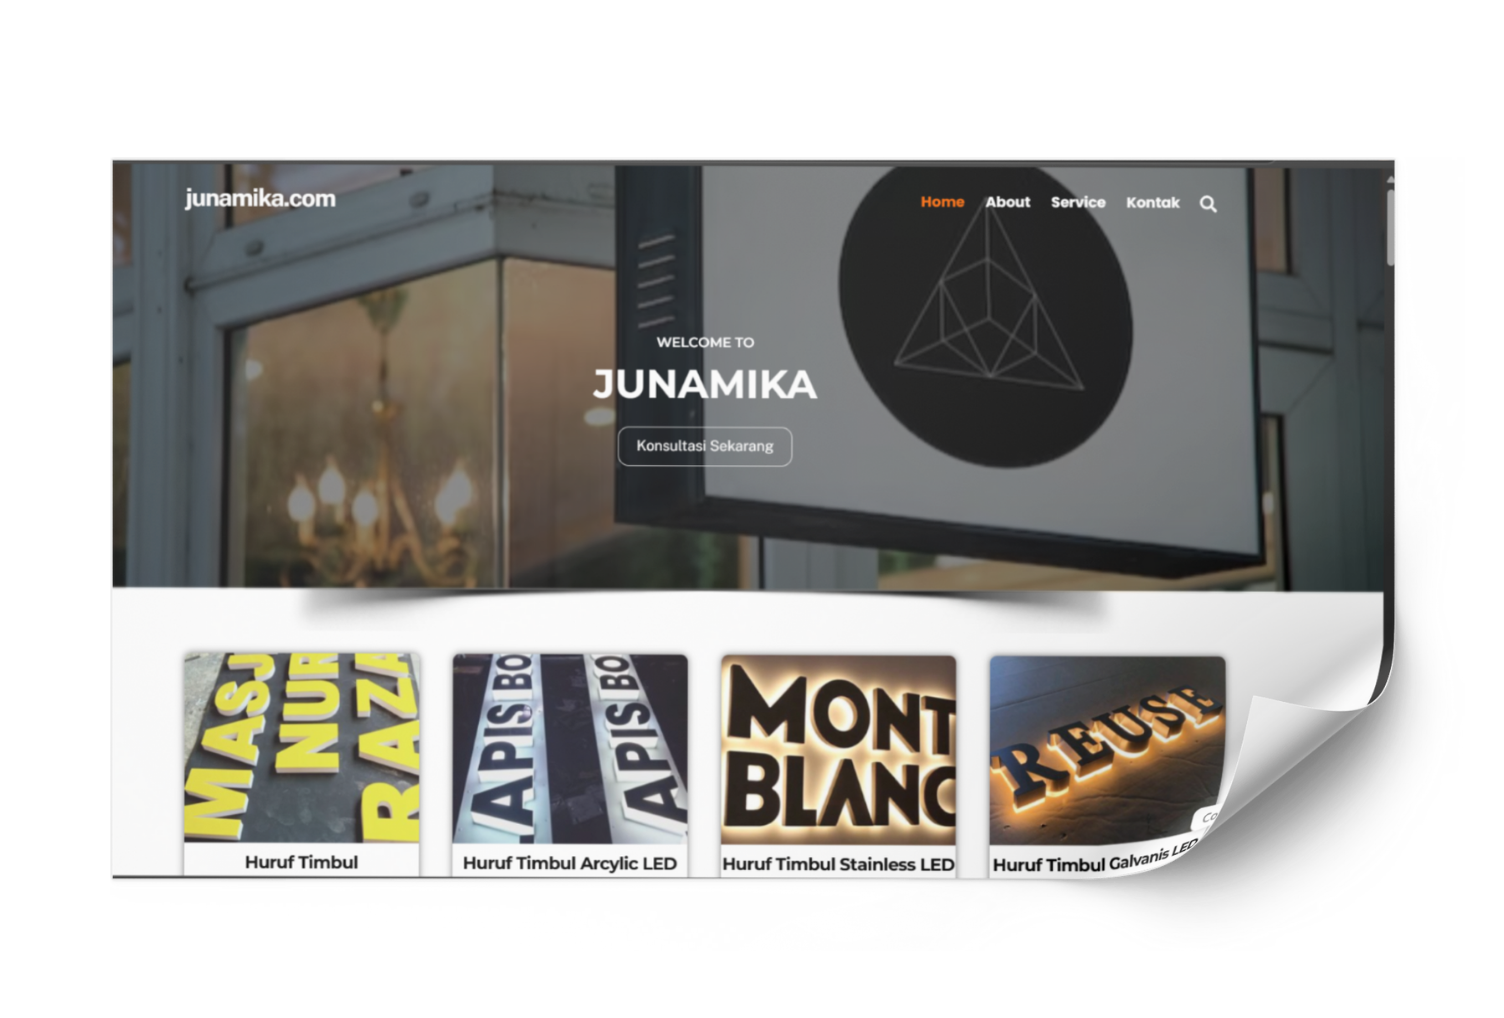 junamika.com
Home About Service Kontak
WELCOME TO
JUNAMIKA
Konsultasi Sekarang
MASJ
NUR
RAZA
APIS BO
APIS BO
MONT
BLANC
REUSE
Co
Huruf Timbul
Huruf Timbul Arcylic LED
Huruf Timbul Stainless LED
Huruf Timbul Galvanis LED